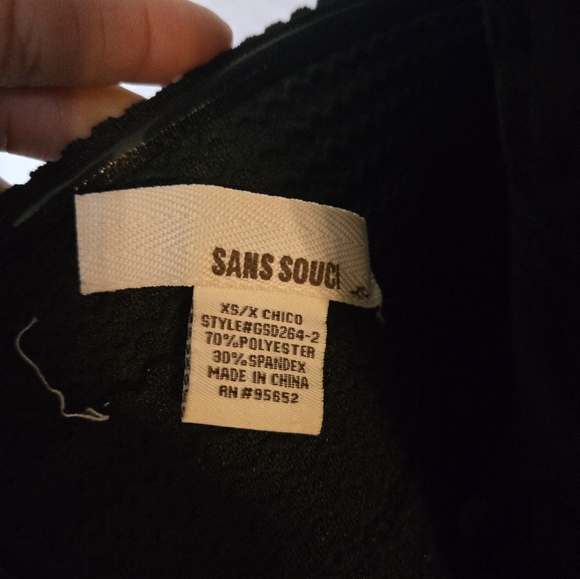 SANS SOUCI
XS/X CHICO
STYLE#GSD264-2
70%POLYESTER
30%SPANDEX
MADE IN CHINA
RN #95652